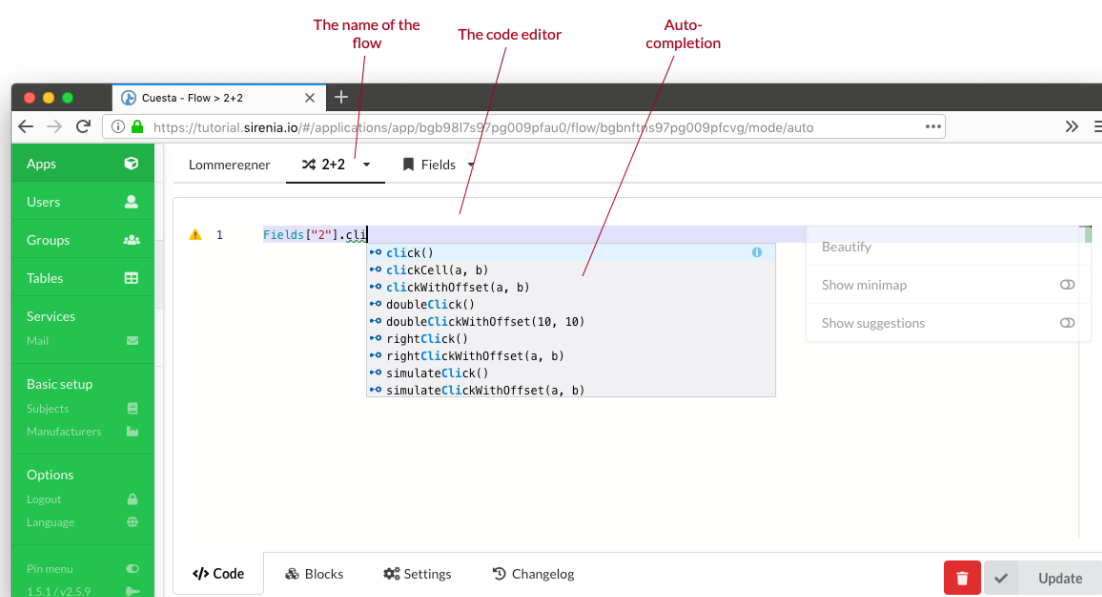 The name of the
flow
The code editor
Auto-
completion
Cuesta - Flow > 2+2
https://tutorial.sirenia.io/#/applications/app/bgb98l7s97pg009pfau0/flow/bgbnftns97pg009pfcvg/mode/auto
Apps
Users
Groups
Tables
Services
Mail
Basic setup
Subjects
Manufacturers
Options
Logout
Language
Pin menu
1.5.1 / v2.5.9
Lommeregner
2+2
Fields
1
Fields["2"].cli
click()
clickCell(a, b)
clickWithOffset(a, b)
doubleClick()
doubleClickWithOffset(10, 10)
rightClick()
rightClickWithOffset(a, b)
simulateClick()
simulateClickWithOffset(a, b)
Beautify
Show minimap
Show suggestions
</> Code
Blocks
Settings
Changelog
Update